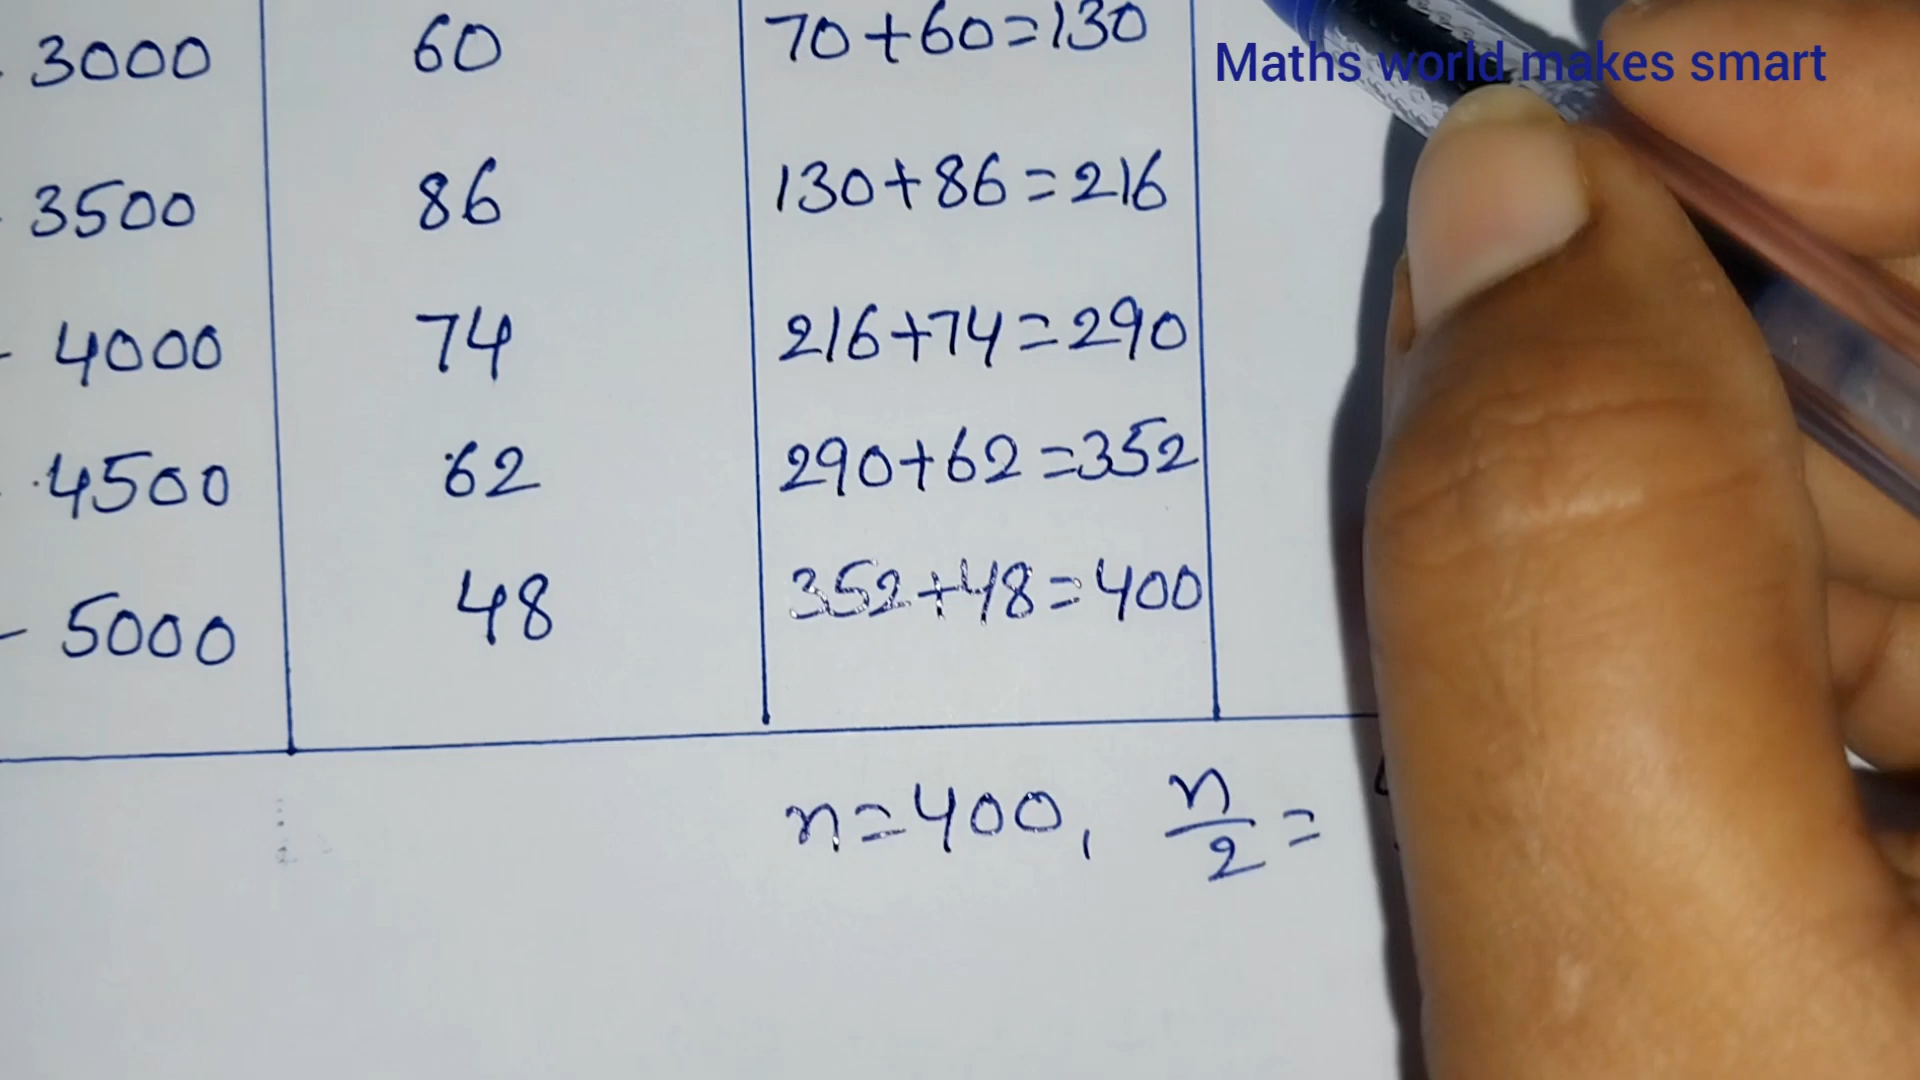 3000 60 70+60=130
Maths world makes smart
3500 86 130+86=216
- 4000 74 216+74=290
4500 62 290+62=352
- 5000 48 352+48=400
n=400, n/2 =